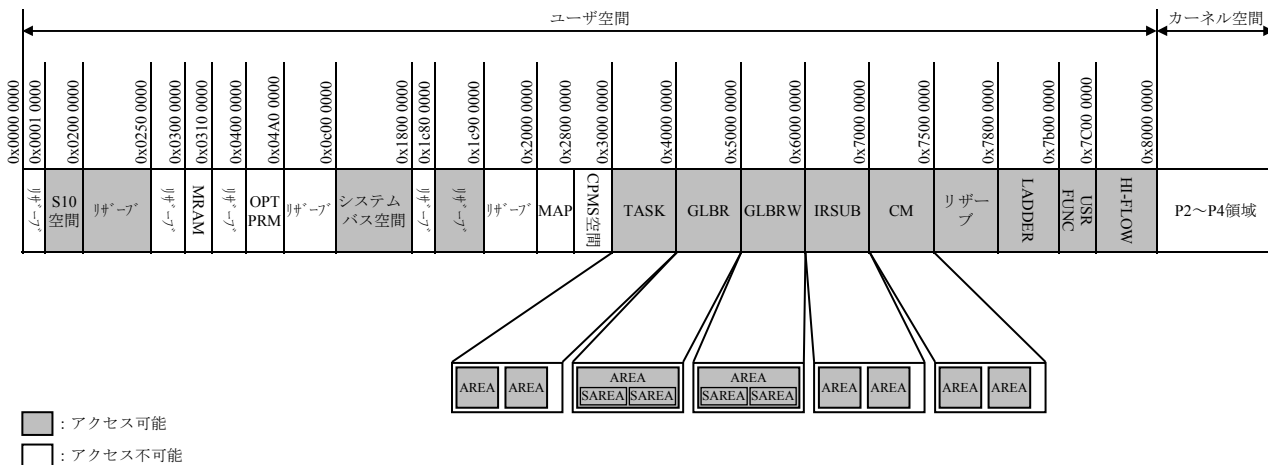 ユーザ空間
カーネル空間
0x0000 0000
0x0001 0000
0x0200 0000
0x0250 0000
0x0300 0000
0x0310 0000
0x0400 0000
0x04A0 0000
0x0c00 0000
0x1800 0000
0x1c80 0000
0x1c90 0000
0x2000 0000
0x2800 0000
0x3000 0000
0x4000 0000
0x5000 0000
0x6000 0000
0x7000 0000
0x7500 0000
0x7800 0000
0x7b00 0000
0x7C00 0000
0x8000 0000
リザーブ
S10
空間
リザーブ
リザーブ
MRAM
リザーブ
OPT
PRM
リザーブ
システム
バス空間
リザーブ
リザーブ
リザーブ
MAP
CPMS空間
TASK
GLBR
GLBRW
IRSUB
CM
リザー
ブ
LADDER
USR
FUNC
HI-FLOW
P2～P4領域
AREA
AREA
AREA
SAREA
SAREA
AREA
SAREA
SAREA
AREA
AREA
AREA
AREA
：アクセス可能
：アクセス不可能